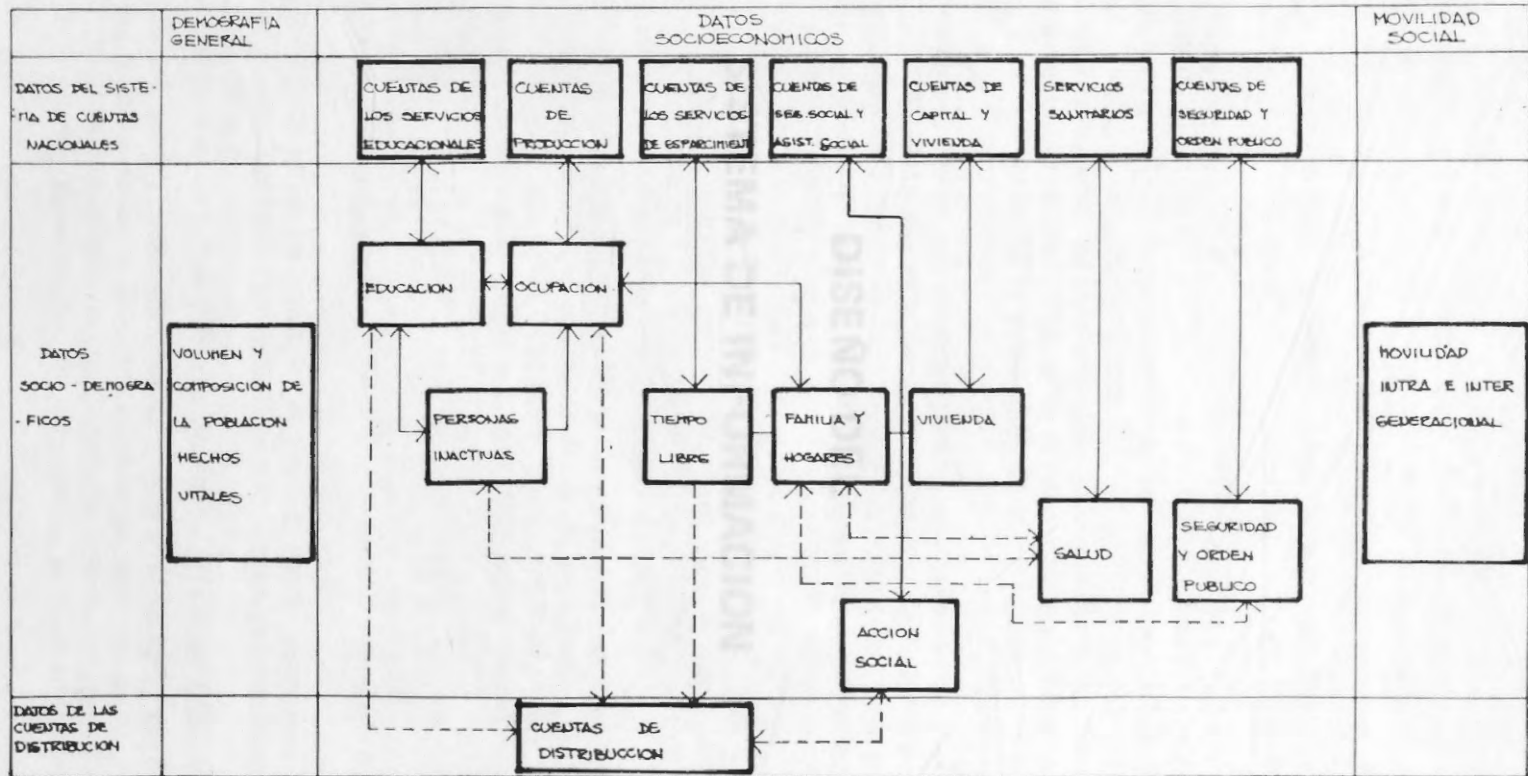 DEMOGRAFIA
GENERAL
DATOS
SOCIOECONOMICOS
MOVILIDAD
SOCIAL
DATOS DEL SISTE-
-MA DE CUENTAS
NACIONALES
CUENTAS DE
LOS SERVICIOS
EDUCACIONALES
CUENTAS
DE
PRODUCCION
CUENTAS DE
LOS SERVICIOS
DE ESPARCIMIENT
CUENTAS DE
SEG. SOCIAL Y
ASIST. SOCIAL
CUENTAS DE
CAPITAL Y
VIVIENDA
SERVICIOS
SANITARIOS
CUENTAS DE
SEGURIDAD Y
ORDEN PUBLICO
EDUCACION
OCUPACION
DATOS
SOCIO - DEMOGRA
- FICOS
VOLUMEN Y
COMPOSICION DE
LA POBLACION
HECHOS
VITALES
PERSONAS
INACTIVAS
TIEMPO
LIBRE
FAMILIA Y
HOGARES
VIVIENDA
MOVILIDAD
INTRA E INTER
GENERACIONAL
SALUD
SEGURIDAD
Y ORDEN
PUBLICO
ACCION
SOCIAL
DATOS DE LAS
CUENTAS DE
DISTRIBUCION
CUENTAS DE
DISTRIBUCCION